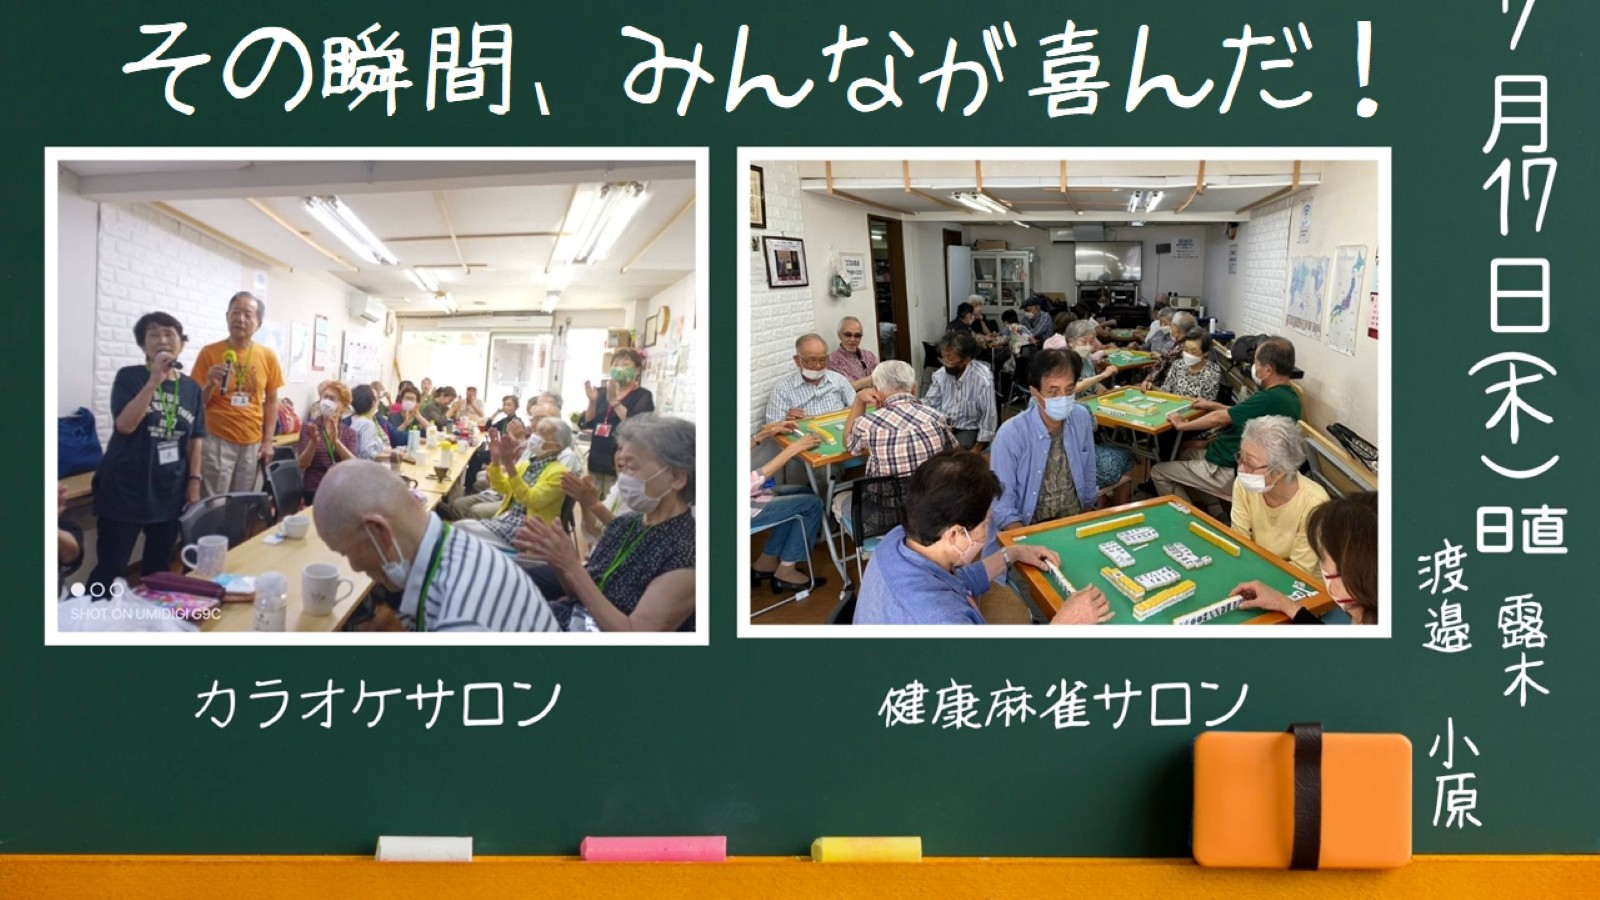 その瞬間、みんなが喜んだ！
7月17日(木)日直
露木
渡邉
小原
SHOT ON UMIDIGI G9C
カラオケサロン
健康麻雀サロン